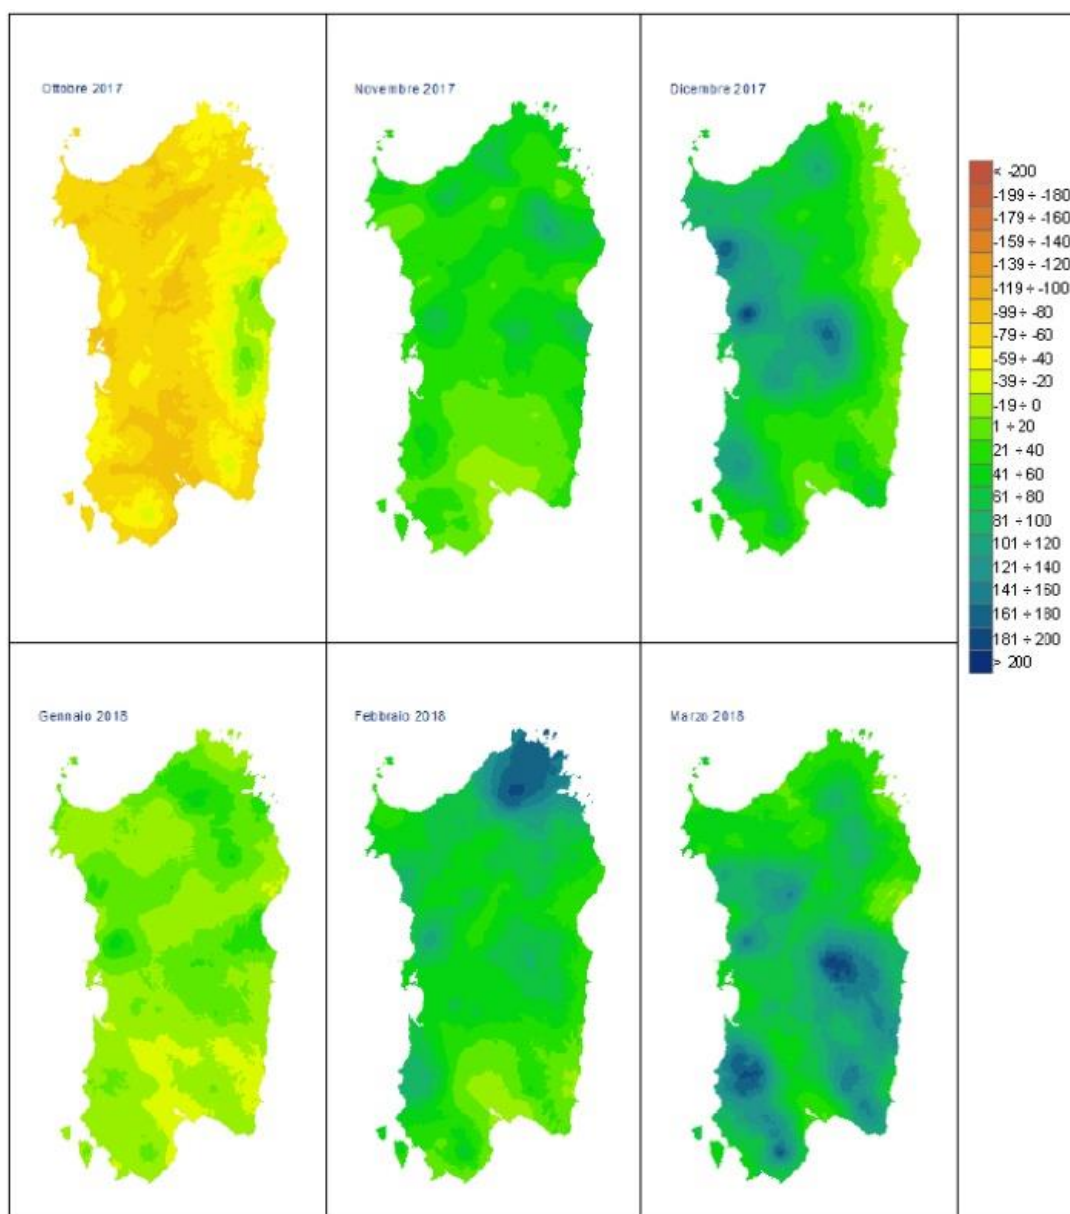 Ottobre 2017
Novembre 2017
Dicembre 2017
< -200
-199 ÷ -180
-179 ÷ -160
-159 ÷ -140
-139 ÷ -120
-119 ÷ -100
-99 ÷ -80
-79 ÷ -60
-59 ÷ -40
-39 ÷ -20
-19 ÷ 0
1 ÷ 20
21 ÷ 40
41 ÷ 60
61 ÷ 80
81 ÷ 100
101 ÷ 120
121 ÷ 140
141 ÷ 160
161 ÷ 180
181 ÷ 200
> 200
Gennaio 2018
Febbraio 2018
Marzo 2018